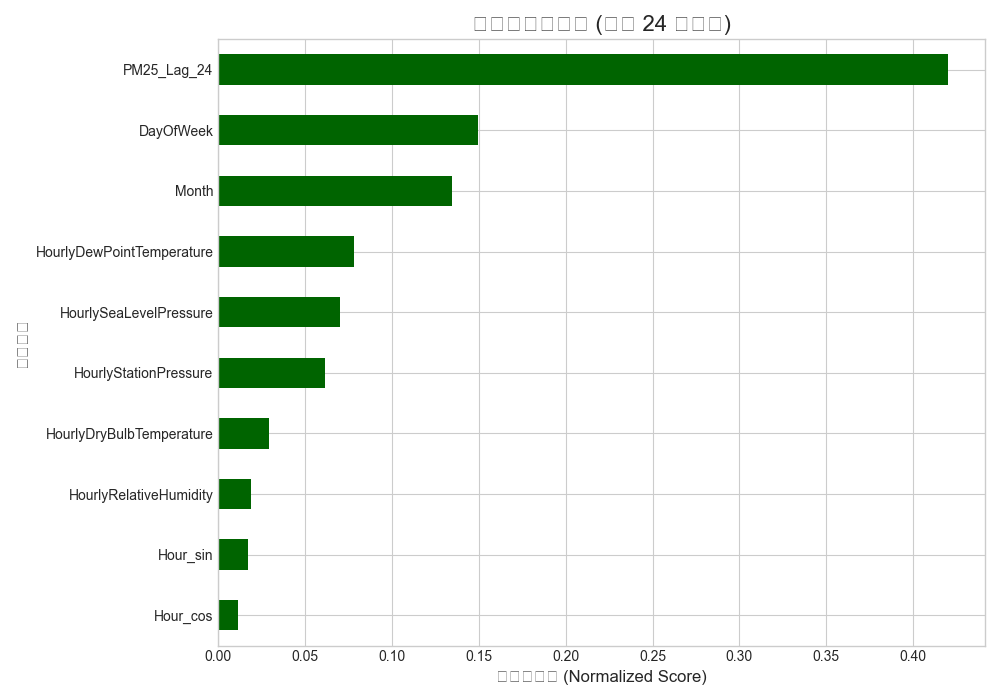 (24)
PM25_Lag_24
DayOfWeek
Month
HourlyDewPointTemperature
HourlySeaLevelPressure
HourlyStationPressure
HourlyDryBulbTemperature
HourlyRelativeHumidity
Hour_sin
Hour_cos
0.00 0.05 0.10 0.15 0.20 0.25 0.30 0.35 0.40
(Normalized Score)